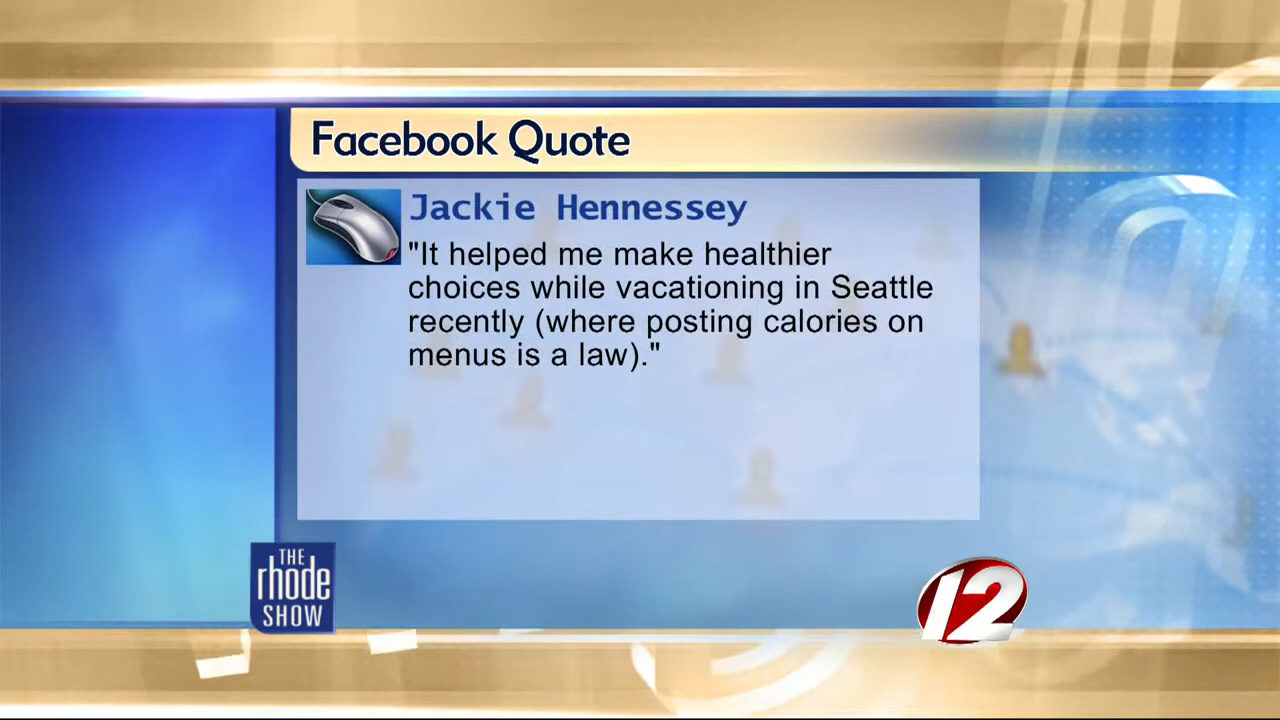 Facebook Quote
Jackie Hennessey
"It helped me make healthier
choices while vacationing in Seattle
recently (where posting calories on
menus is a law)."
THE
rhode
SHOW
12